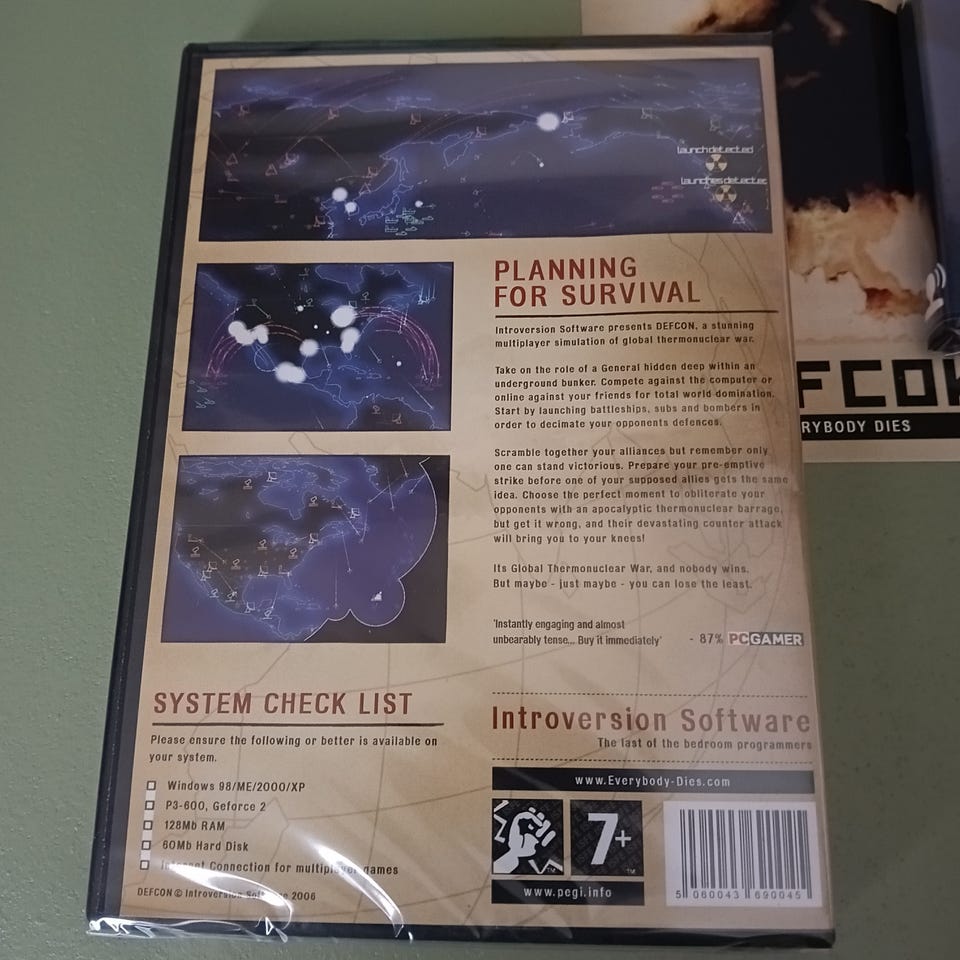 launch detected
launches detected
PLANNING
FOR SURVIVAL
Introversion Software presents DEFCON, a stunning
multiplayer simulation of global thermonuclear war.
Take on the role of a General hidden deep within an
underground bunker. Compete against the computer or
online against your friends for total world domination.
Start by launching battleships, subs and bombers in
order to decimate your opponents defences.
Scramble together your alliances but remember only
one can stand victorious. Prepare your pre-emptive
strike before one of your supposed allies gets the same
idea. Choose the perfect moment to obliterate your
opponents with an apocalyptic thermonuclear barrage,
but get it wrong, and their devastating counter attack
will bring you to your knees!
Its Global Thermonuclear War, and nobody wins.
But maybe - just maybe - you can lose the least.
'Instantly engaging and almost
unbearably tense... Buy it immediately'
- 87% PCGAMER
SYSTEM CHECK LIST
Please ensure the following or better is available on
your system.
Windows 98/ME/2000/XP
P3-600, Geforce 2
128Mb RAM
60Mb Hard Disk
Internet Connection for multiplayer games
DEFCON © Introversion Software 2006
Introversion Software
The last of the bedroom programmers
www.Everybody-Dies.com
7+
TM
TM
www.pegi.info
5 060043 690045
FCON
RYBODY DIES